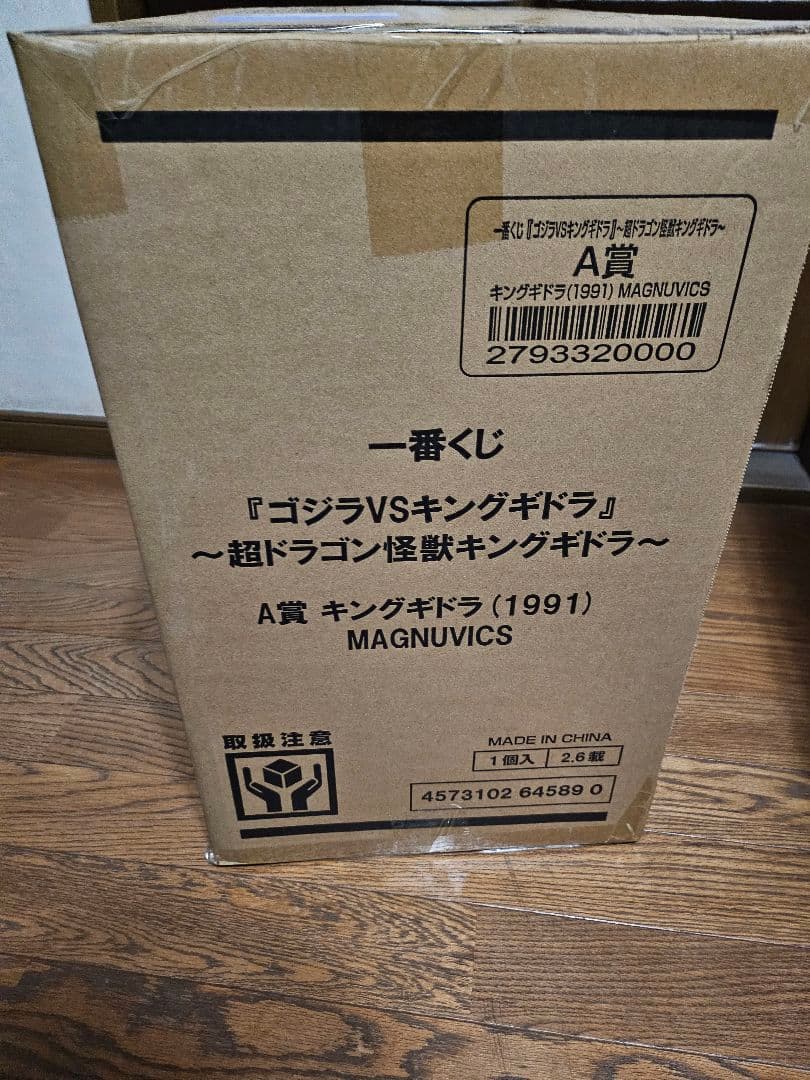 一番くじ『ゴジラVSキングギドラ』〜超ドラゴン怪獣キングギドラ〜
A賞
キングギドラ(1991) MAGNUVICS
2793320000
一番くじ
『ゴジラVSキングギドラ』
〜超ドラゴン怪獣キングギドラ〜
A賞 キングギドラ(1991)
MAGNUVICS
取扱注意
MADE IN CHINA
1個入 2.6載
4573102 64589 0